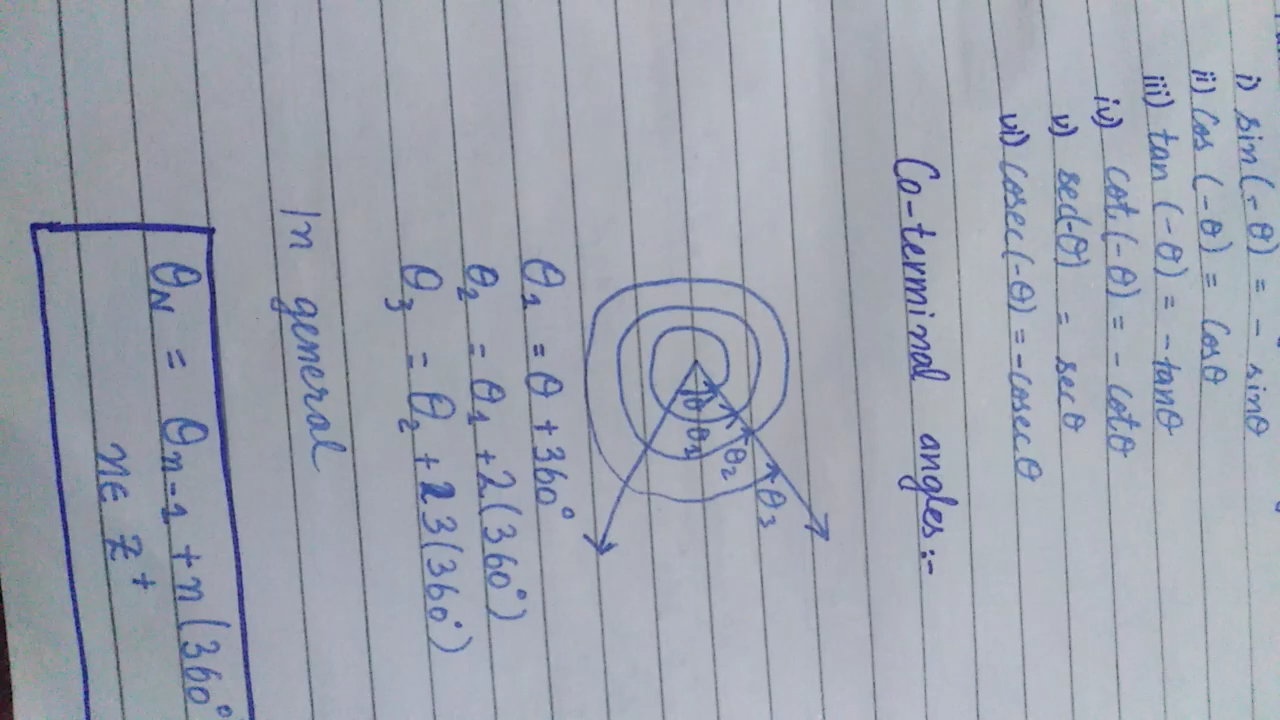 i) sin(-θ) = - sinθ
ii) cos (-θ) = cosθ
iii) tan (-θ) = - tanθ
iv) cot (-θ) = - cotθ
v) sec(-θ) = secθ
vi) cosec(-θ) = -cosecθ
Co-terminal angles:-
θ θ1 θ2 θ3
θ1 = θ + 360°
θ2 = θ1 + 2(360°)
θ3 = θ2 + 3(360°)
In general
θN = θn-1 + n(360°
n∈ Z+